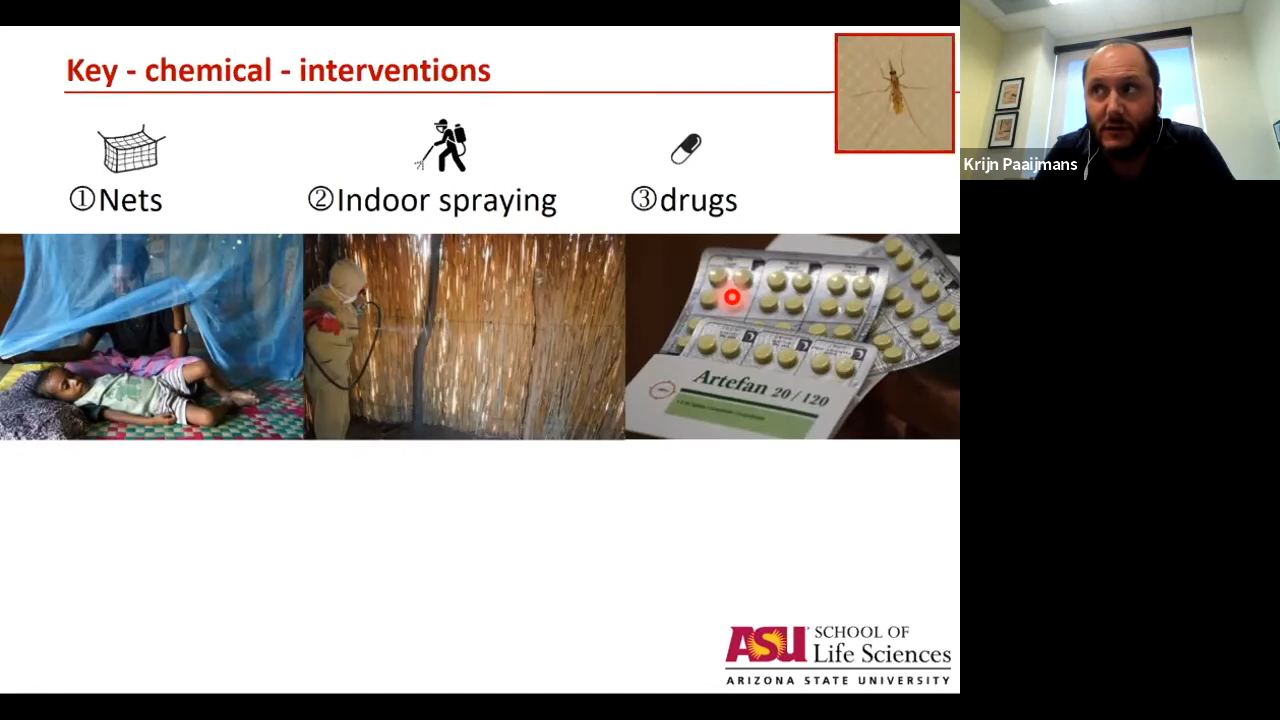 Key - chemical - interventions
①Nets
②Indoor spraying
③drugs
Artefan 20/120
ASU SCHOOL OF
Life Sciences
ARIZONA STATE UNIVERSITY
Krijn Paaijmans